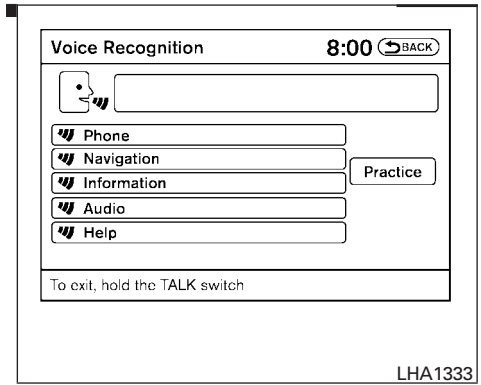 Voice Recognition 8:00 BACK
Phone
Navigation
Information
Practice
Audio
Help
To exit, hold the TALK switch
LHA1333